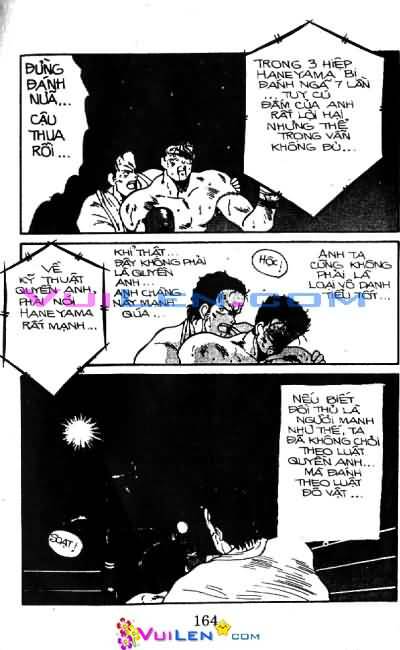 ĐỪNG
ĐÁNH
NỮA...
CẬU
THUA
RỒI...
TRONG 3 HIỆP
HANEYAMA BỊ
ĐÁNH NGÃ 7 LẦN
... TUY CÚ
ĐẤM CỦA ANH
RẤT LỢI HẠI,
NHƯNG THẾ
TRONG VẪN
KHÔNG ĐỦ...
VỀ
KỸ THUẬT
QUYỀN ANH,
PHẢI NÓI
HANEYAMA
RẤT MẠNH...
KHỈ THẬT...
ĐÂY KHÔNG PHẢI
LÀ QUYỀN
ANH...
ANH CHÀNG
NÀY MẠNH
QUÁ...
HỘC!
ANH TA
CŨNG KHÔNG
PHẢI LÀ
LOẠI VÔ DANH
TIỂU TỐT...
VUILEN.COM
NẾU BIẾT
ĐỐI THỦ LÀ
NGƯỜI MẠNH
NHƯ THẾ, TA
ĐÃ KHÔNG CHƠI
THEO LUẬT
QUYỀN ANH...
MÀ ĐÁNH
THEO LUẬT
ĐÔ VẬT...
SOẠT!
164
VUILEN.COM